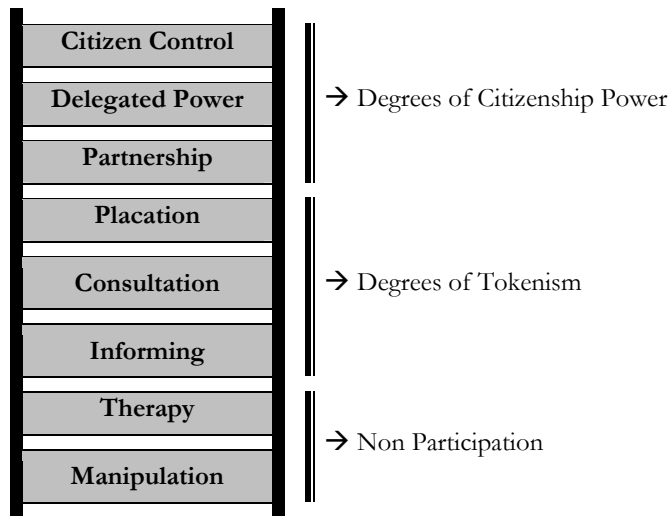 Citizen Control
Delegated Power
→ Degrees of Citizenship Power
Partnership
Placation
Consultation
→ Degrees of Tokenism
Informing
Therapy
→ Non Participation
Manipulation